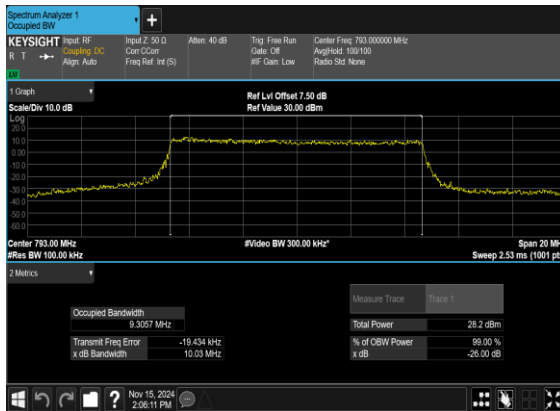 Spectrum Analyzer 1
Occupied BW
KEYSIGHT
R T
Input: RF
Coupling: DC
Align: Auto
Input Z: 50 Ω
Corr CCorr
Freq Ref: Int (S)
Atten: 40 dB
Trig: Free Run
Gate: Off
#IF Gain: Low
Center Freq: 793.000000 MHz
Avg|Hold: 100/100
Radio Std: None
1 Graph
Scale/Div 10.0 dB
Ref Lvl Offset 7.50 dB
Ref Value 30.00 dBm
Log
20.0
10.0
0.00
-10.0
-20.0
-30.0
-40.0
-50.0
-60.0
Center 793.00 MHz
#Res BW 100.00 kHz
#Video BW 300.00 kHz*
Span 20 MH
Sweep 2.53 ms (1001 pt
2 Metrics
Measure Trace
Trace 1
Occupied Bandwidth
9.3057 MHz
Total Power
28.2 dBm
Transmit Freq Error
-19.434 kHz
% of OBW Power
99.00 %
x dB Bandwidth
10.03 MHz
x dB
-26.00 dB
Nov 15, 2024
2:06:11 PM